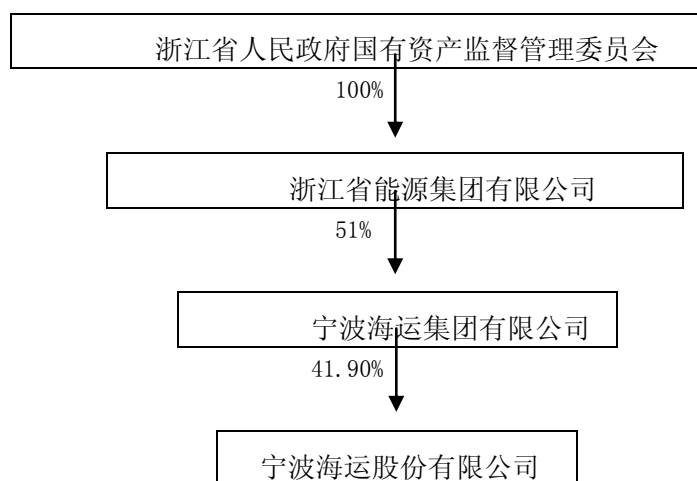 浙江省人民政府国有资产监督管理委员会
100%
浙江省能源集团有限公司
51%
宁波海运集团有限公司
41.90%
宁波海运股份有限公司